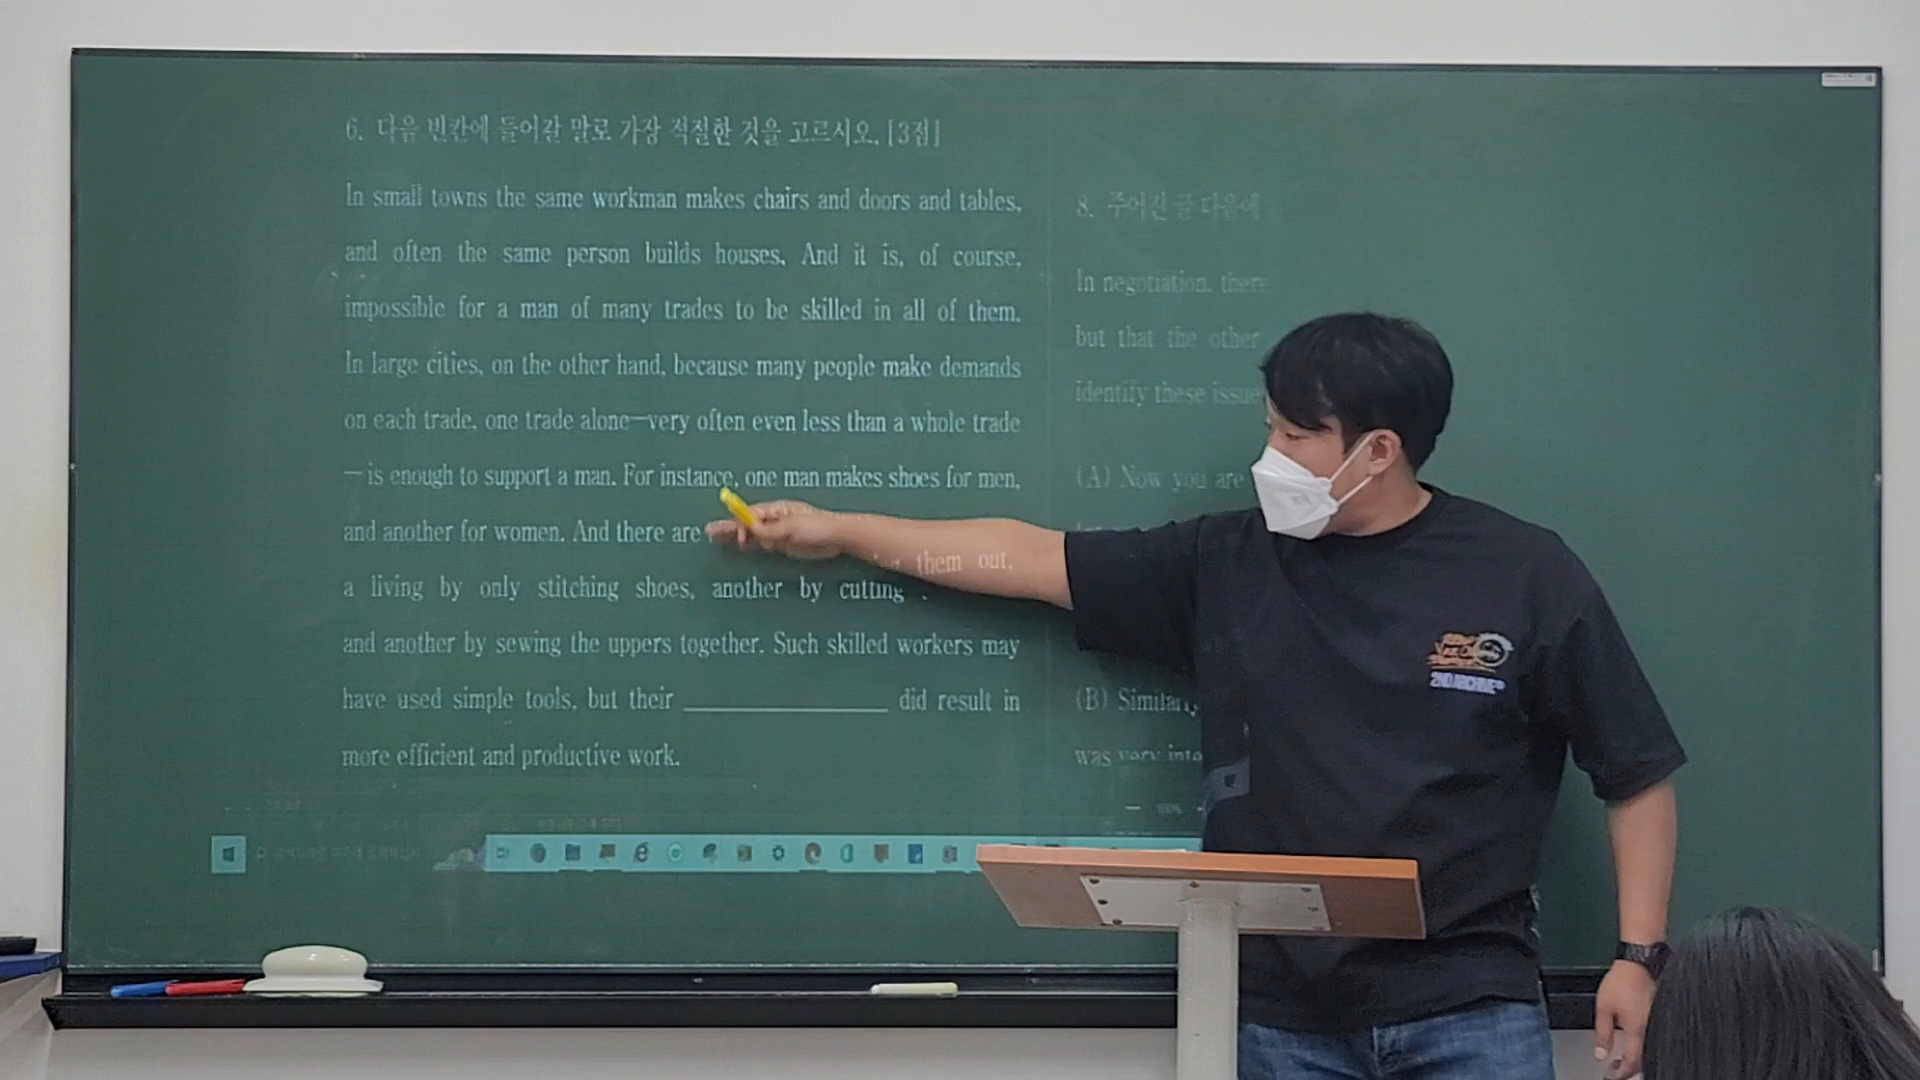 6. 다음 빈칸에 들어갈 말로 가장 적절한 것을 고르시오. [3점]
In small towns the same workman makes chairs and doors and tables,
and often the same person builds houses. And it is, of course,
impossible for a man of many trades to be skilled in all of them.
In large cities, on the other hand, because many people make demands
on each trade, one trade alone—very often even less than a whole trade
—is enough to support a man. For instance, one man makes shoes for men,
and another for women. And there are
a living by only stitching shoes, another by cutting them out,
and another by sewing the uppers together. Such skilled workers may
have used simple tools, but their ____________ did result in
more efficient and productive work.
8. 주어진 글 다음에
In negotiation, there
but that the other
identify these issue
(A) Now you are
(B) Similarly
was very inte